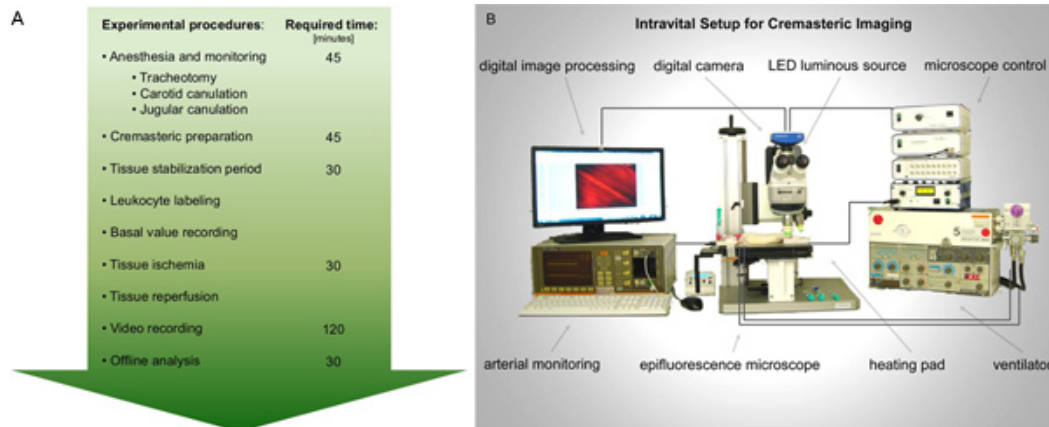 A
Experimental procedures: Required time:
[minutes]
• Anesthesia and monitoring 45
• Tracheotomy
• Carotid canulation
• Jugular canulation
• Cremasteric preparation 45
• Tissue stabilization period 30
• Leukocyte labeling
• Basal value recording
• Tissue ischemia 30
• Tissue reperfusion
• Video recording 120
• Offline analysis 30
B
Intravital Setup for Cremasteric Imaging
digital image processing digital camera LED luminous source microscope control
5
arterial monitoring epifluorescence microscope heating pad ventilator